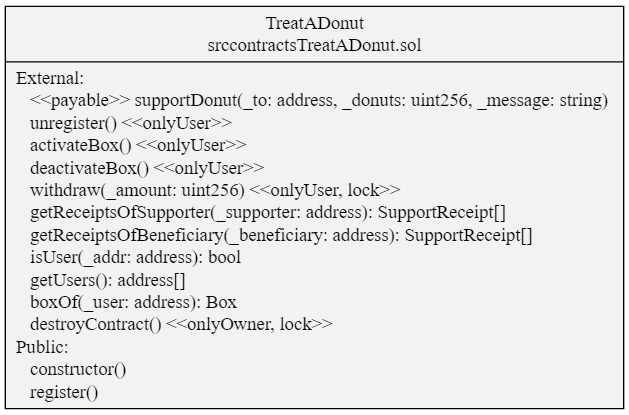 TreatADonut
srccontractsTreatADonut.sol
External:
<<payable>> supportDonut(_to: address, _donuts: uint256, _message: string)
unregister() <<onlyUser>>
activateBox() <<onlyUser>>
deactivateBox() <<onlyUser>>
withdraw(_amount: uint256) <<onlyUser, lock>>
getReceiptsOfSupporter(_supporter: address): SupportReceipt[]
getReceiptsOfBeneficiary(_beneficiary: address): SupportReceipt[]
isUser(_addr: address): bool
getUsers(): address[]
boxOf(_user: address): Box
destroyContract() <<onlyOwner, lock>>
Public:
constructor()
register()